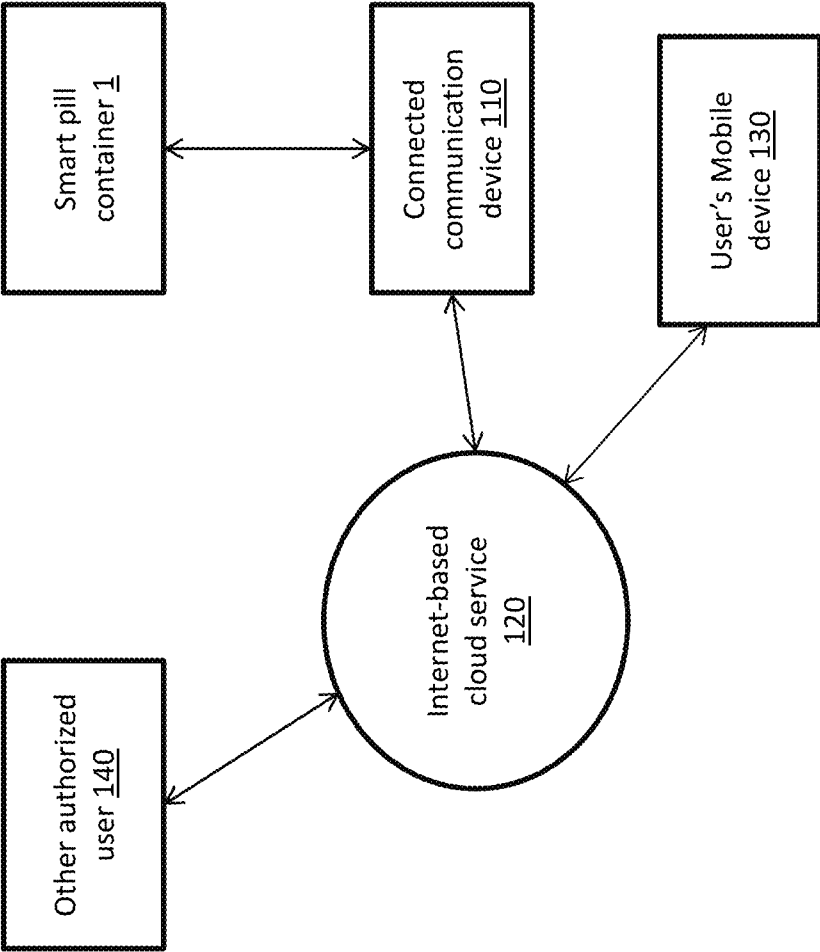 Other authorized
user 140
Smart pill
container 1
Internet-based
cloud service
120
Connected
communication
device 110
User’s Mobile
device 130